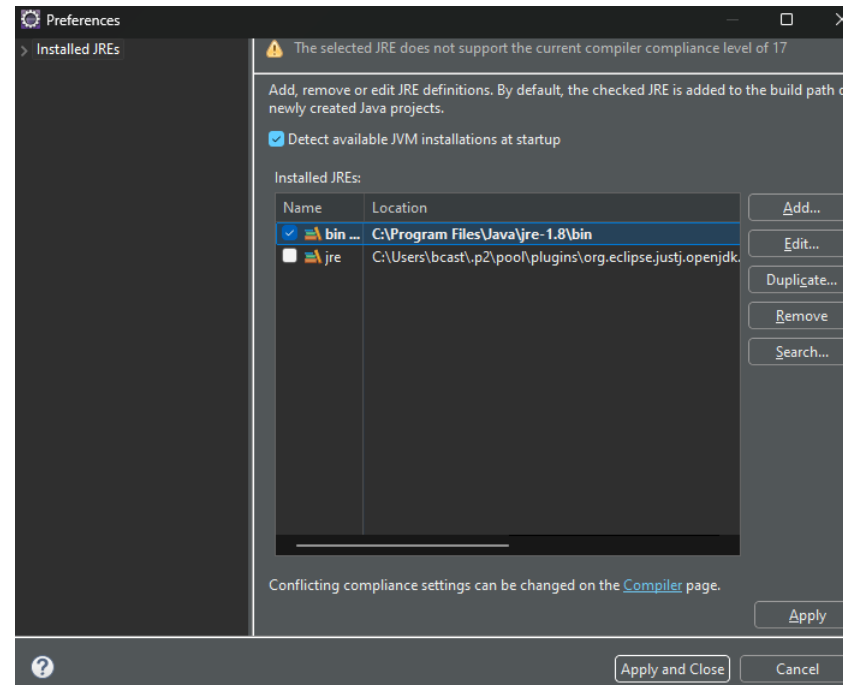 Preferences
Installed JREs
The selected JRE does not support the current compiler compliance level of 17
Add, remove or edit JRE definitions. By default, the checked JRE is added to the build path
newly created Java projects.
Detect available JVM installations at startup
Installed JREs:
Name Location
bin ... C:\Program Files\Java\jre-1.8\bin
jre C:\Users\bcast\.p2\pool\plugins\org.eclipse.justj.openjdk.
Add...
Edit...
Duplicate...
Remove
Search...
Conflicting compliance settings can be changed on the Compiler page.
Apply
Apply and Close Cancel